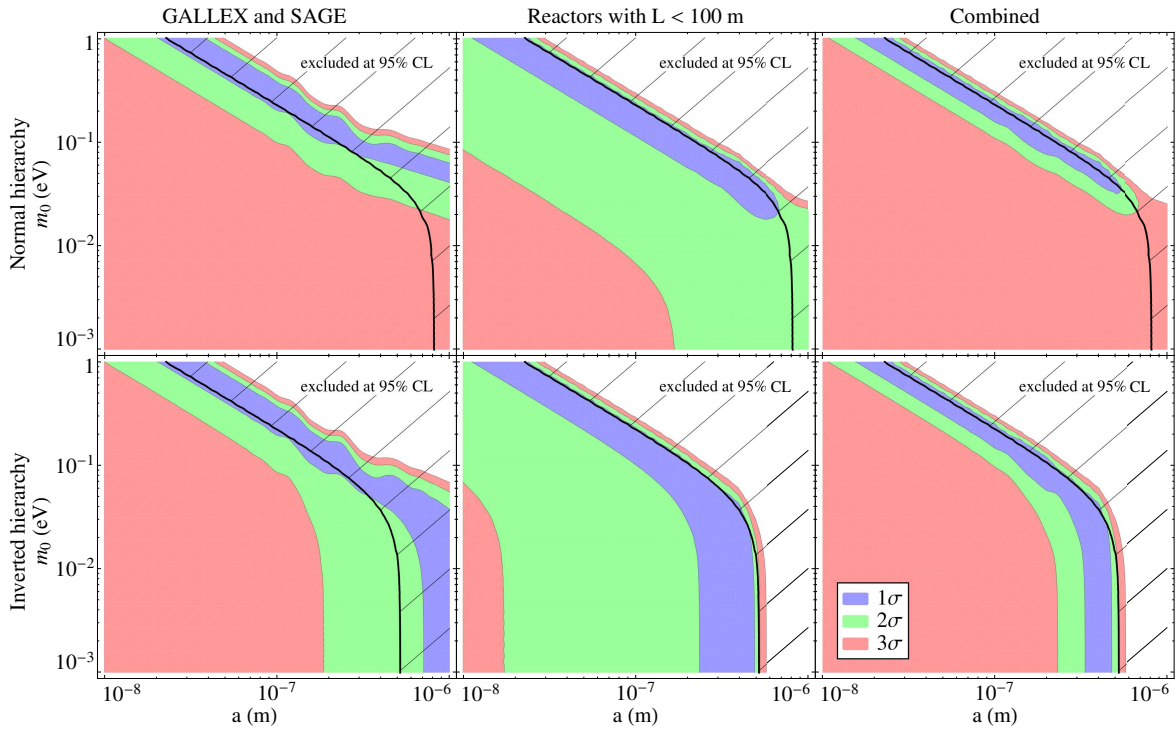 GALLEX and SAGE
Reactors with L < 100 m
Combined
Normal hierarchy
m₀ (eV)
1
10⁻¹
10⁻²
10⁻³
excluded at 95% CL
excluded at 95% CL
excluded at 95% CL
Inverted hierarchy
m₀ (eV)
1
10⁻¹
10⁻²
10⁻³
excluded at 95% CL
excluded at 95% CL
excluded at 95% CL
1σ
2σ
3σ
10⁻⁸ 10⁻⁷ 10⁻⁶
a (m)
10⁻⁸ 10⁻⁷ 10⁻⁶
a (m)
10⁻⁸ 10⁻⁷ 10⁻⁶
a (m)